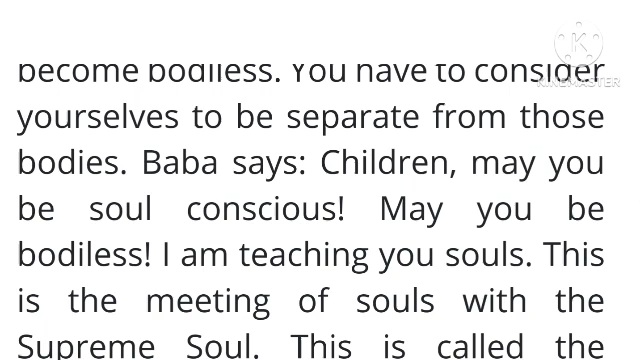 become bodiless. You have to consider
yourselves to be separate from those
bodies. Baba says: Children, may you
be soul conscious! May you be
bodiless! I am teaching you souls. This
is the meeting of souls with the
Supreme Soul. This is called the
K
KINEMASTER